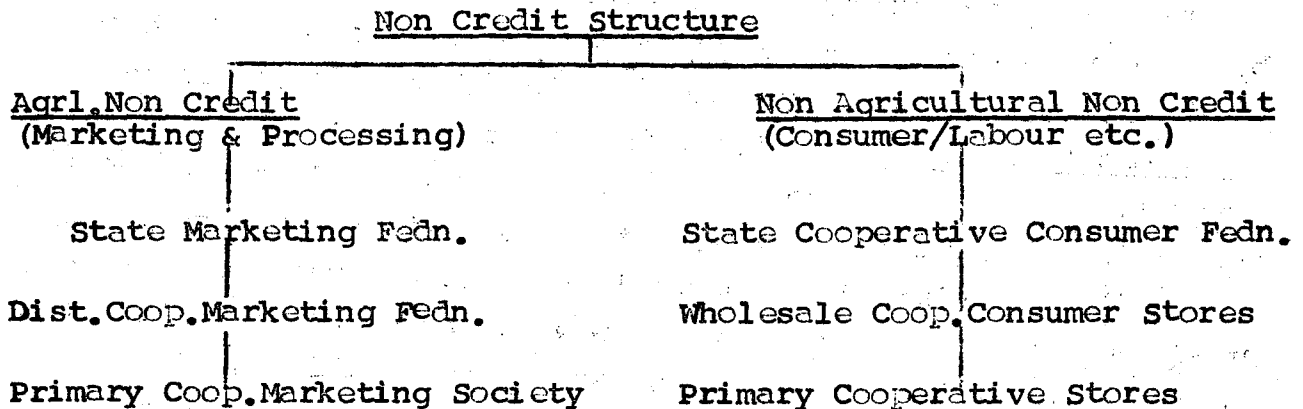 Non Credit Structure
Agrl.Non Credit
(Marketing & Processing)
Non Agricultural Non Credit
(Consumer/Labour etc.)
State Marketing Fedn.
State Cooperative Consumer Fedn.
Dist.Coop.Marketing Fedn.
Wholesale Coop.Consumer Stores
Primary Coop.Marketing Society
Primary Cooperative Stores